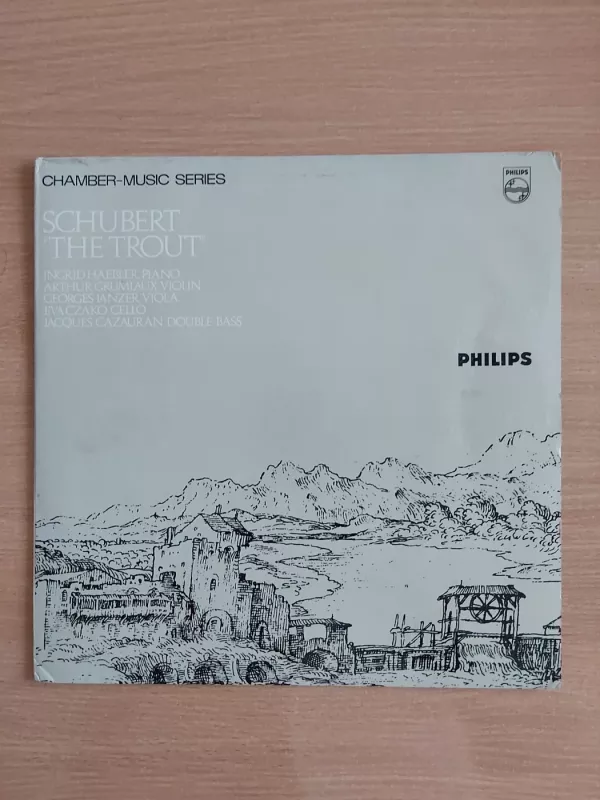 CHAMBER-MUSIC SERIES
PHILIPS
SCHUBERT
'THE TROUT'
INGRID HAEBLER, PIANO
ARTHUR GRUMIAUX, VIOLIN
GEORGES JANZER, VIOLA
EVA CZAKO, CELLO
JACQUES CAZAURAN, DOUBLE-BASS
PHILIPS